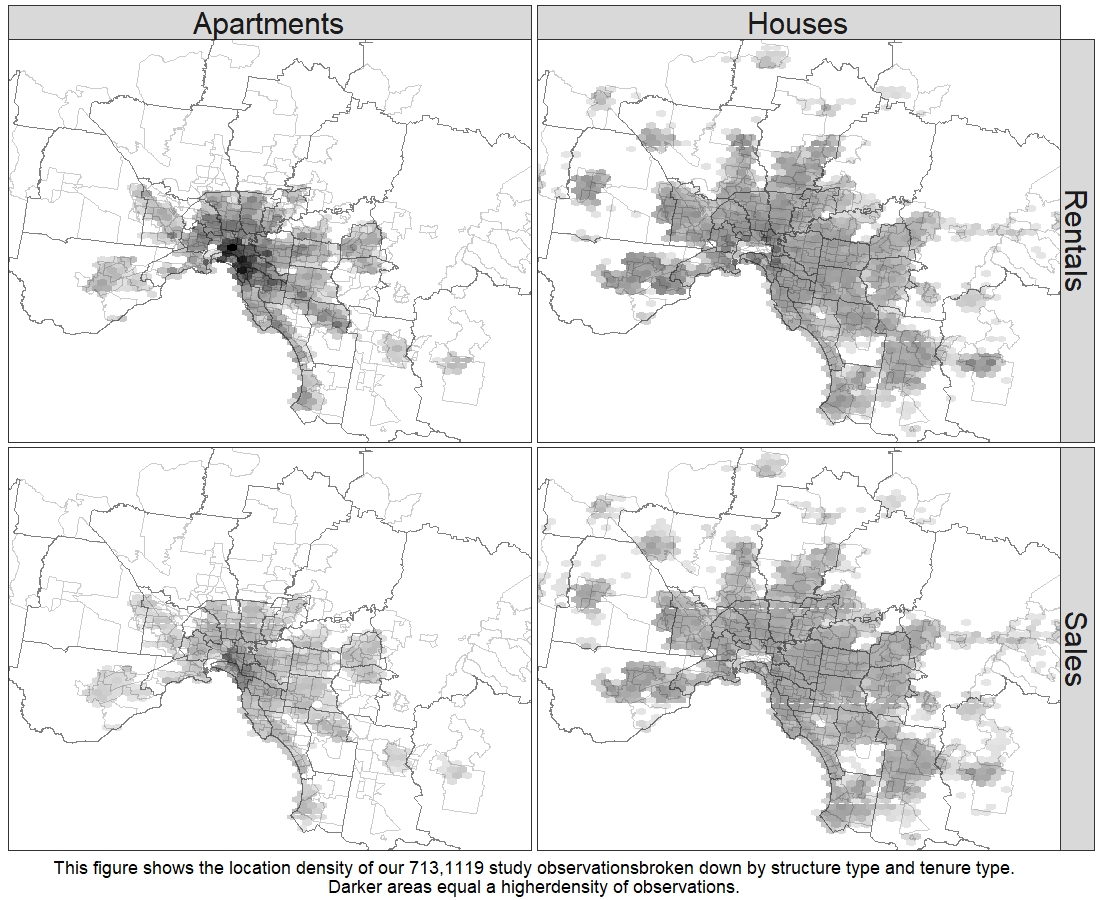 Apartments
Houses
Rentals
Sales
This figure shows the location density of our 713,1119 study observationsbroken down by structure type and tenure type.
Darker areas equal a higherdensity of observations.